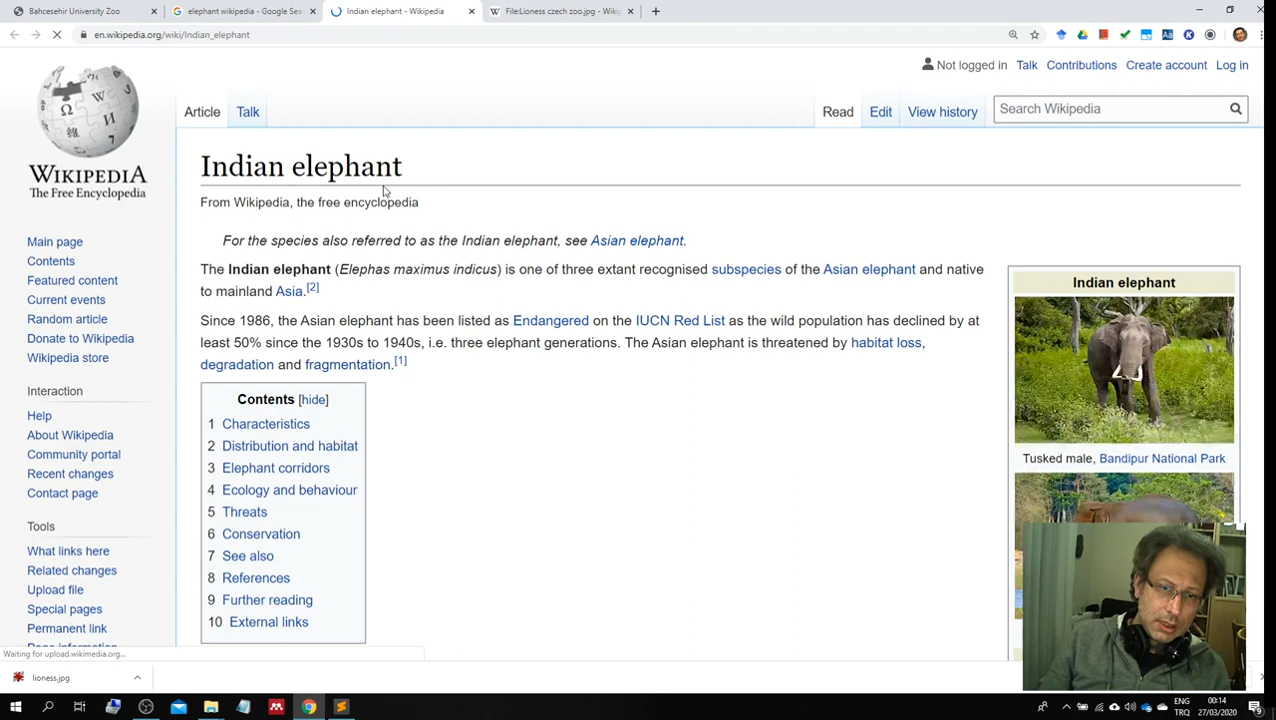 Bahcesehir University Zoo
elephant wikipedia - Google Sea
Indian elephant - Wikipedia
File:Lioness czech zoo.jpg - Wikip
en.wikipedia.org/wiki/Indian_elephant
Not logged in Talk Contributions Create account Log in
Article Talk
Read Edit View history
Search Wikipedia
WIKIPEDIA
The Free Encyclopedia
Main page
Contents
Featured content
Current events
Random article
Donate to Wikipedia
Wikipedia store
Interaction
Help
About Wikipedia
Community portal
Recent changes
Contact page
Tools
What links here
Related changes
Upload file
Special pages
Permanent link
Page information
Indian elephant
From Wikipedia, the free encyclopedia
For the species also referred to as the Indian elephant, see Asian elephant.
The Indian elephant (Elephas maximus indicus) is one of three extant recognised subspecies of the Asian elephant and native
to mainland Asia.[2]
Since 1986, the Asian elephant has been listed as Endangered on the IUCN Red List as the wild population has declined by at
least 50% since the 1930s to 1940s, i.e. three elephant generations. The Asian elephant is threatened by habitat loss,
degradation and fragmentation.[1]
Contents [hide]
1 Characteristics
2 Distribution and habitat
3 Elephant corridors
4 Ecology and behaviour
5 Threats
6 Conservation
7 See also
8 References
9 Further reading
10 External links
Indian elephant
Tusked male, Bandipur National Park
Waiting for upload.wikimedia.org...
lioness.jpg
ENG
TRQ
00:14
27/03/2020